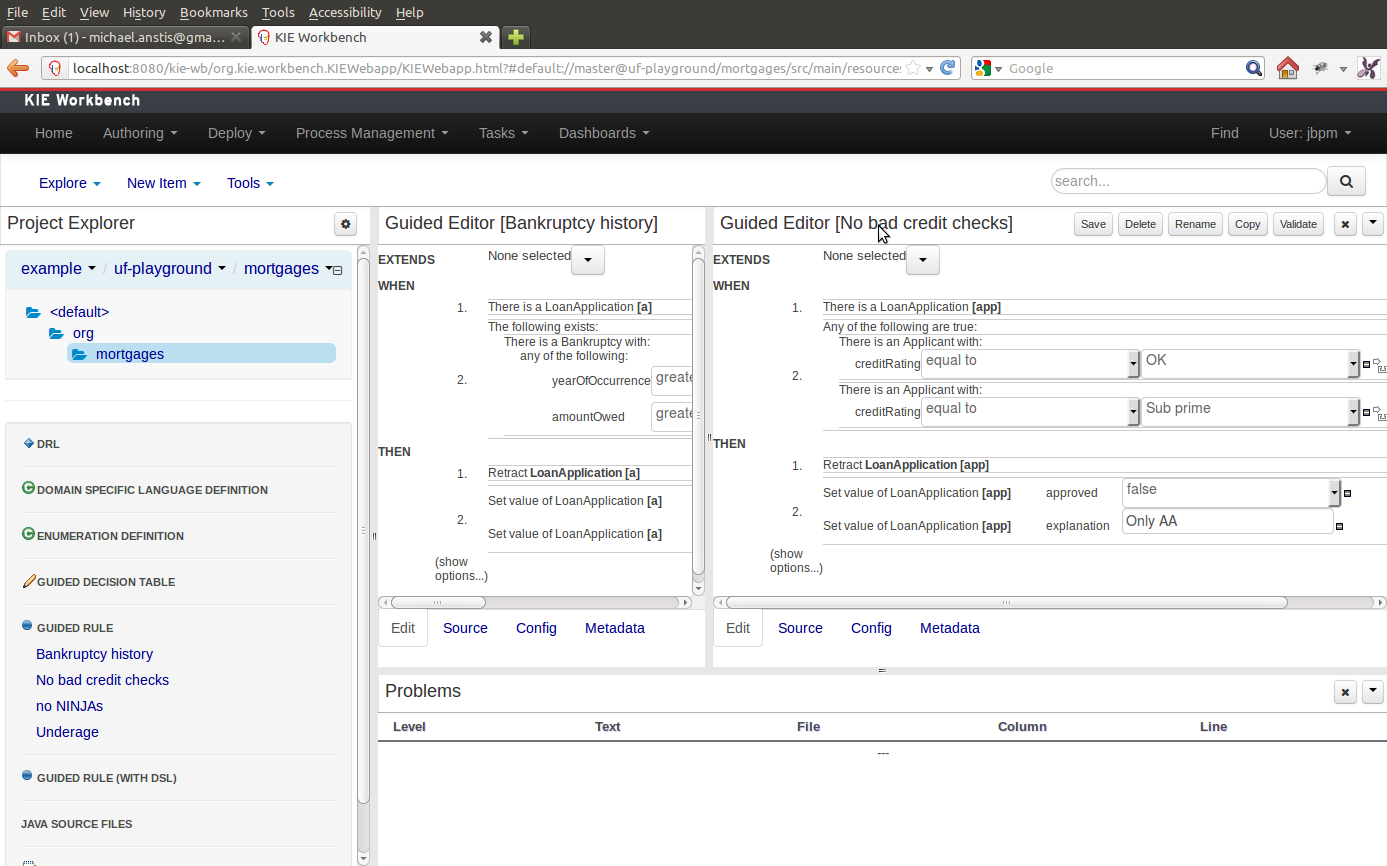 File Edit View History Bookmarks Tools Accessibility Help
Inbox (1) - michael.anstis@gma...
KIE Workbench
localhost:8080/kie-wb/org.kie.workbench.KIEWebapp/KIEWebapp.html?#default://master@uf-playground/mortgages/src/main/resource
Google
KIE Workbench
Home Authoring Deploy Process Management Tasks Dashboards Find User: jbpm
Explore New Item Tools search...
Project Explorer
example / uf-playground / mortgages
<default>
org
mortgages
DRL
DOMAIN SPECIFIC LANGUAGE DEFINITION
ENUMERATION DEFINITION
GUIDED DECISION TABLE
GUIDED RULE
Bankruptcy history
No bad credit checks
no NINJAs
Underage
GUIDED RULE (WITH DSL)
JAVA SOURCE FILES
Guided Editor [Bankruptcy history]
EXTENDS None selected
WHEN
1. There is a LoanApplication [a]
The following exists:
There is a Bankruptcy with:
any of the following:
2.
yearOfOccurrence greate
amountOwed greate
THEN
1. Retract LoanApplication [a]
Set value of LoanApplication [a]
2.
Set value of LoanApplication [a]
(show
options...)
Edit Source Config Metadata
Guided Editor [No bad credit checks] Save Delete Rename Copy Validate
EXTENDS None selected
WHEN
1. There is a LoanApplication [app]
Any of the following are true:
There is an Applicant with:
creditRating equal to OK
2.
There is an Applicant with:
creditRating equal to Sub prime
THEN
1. Retract LoanApplication [app]
Set value of LoanApplication [app] approved false
2.
Set value of LoanApplication [app] explanation Only AA
(show
options...)
Edit Source Config Metadata
Problems
Level Text File Column Line
---